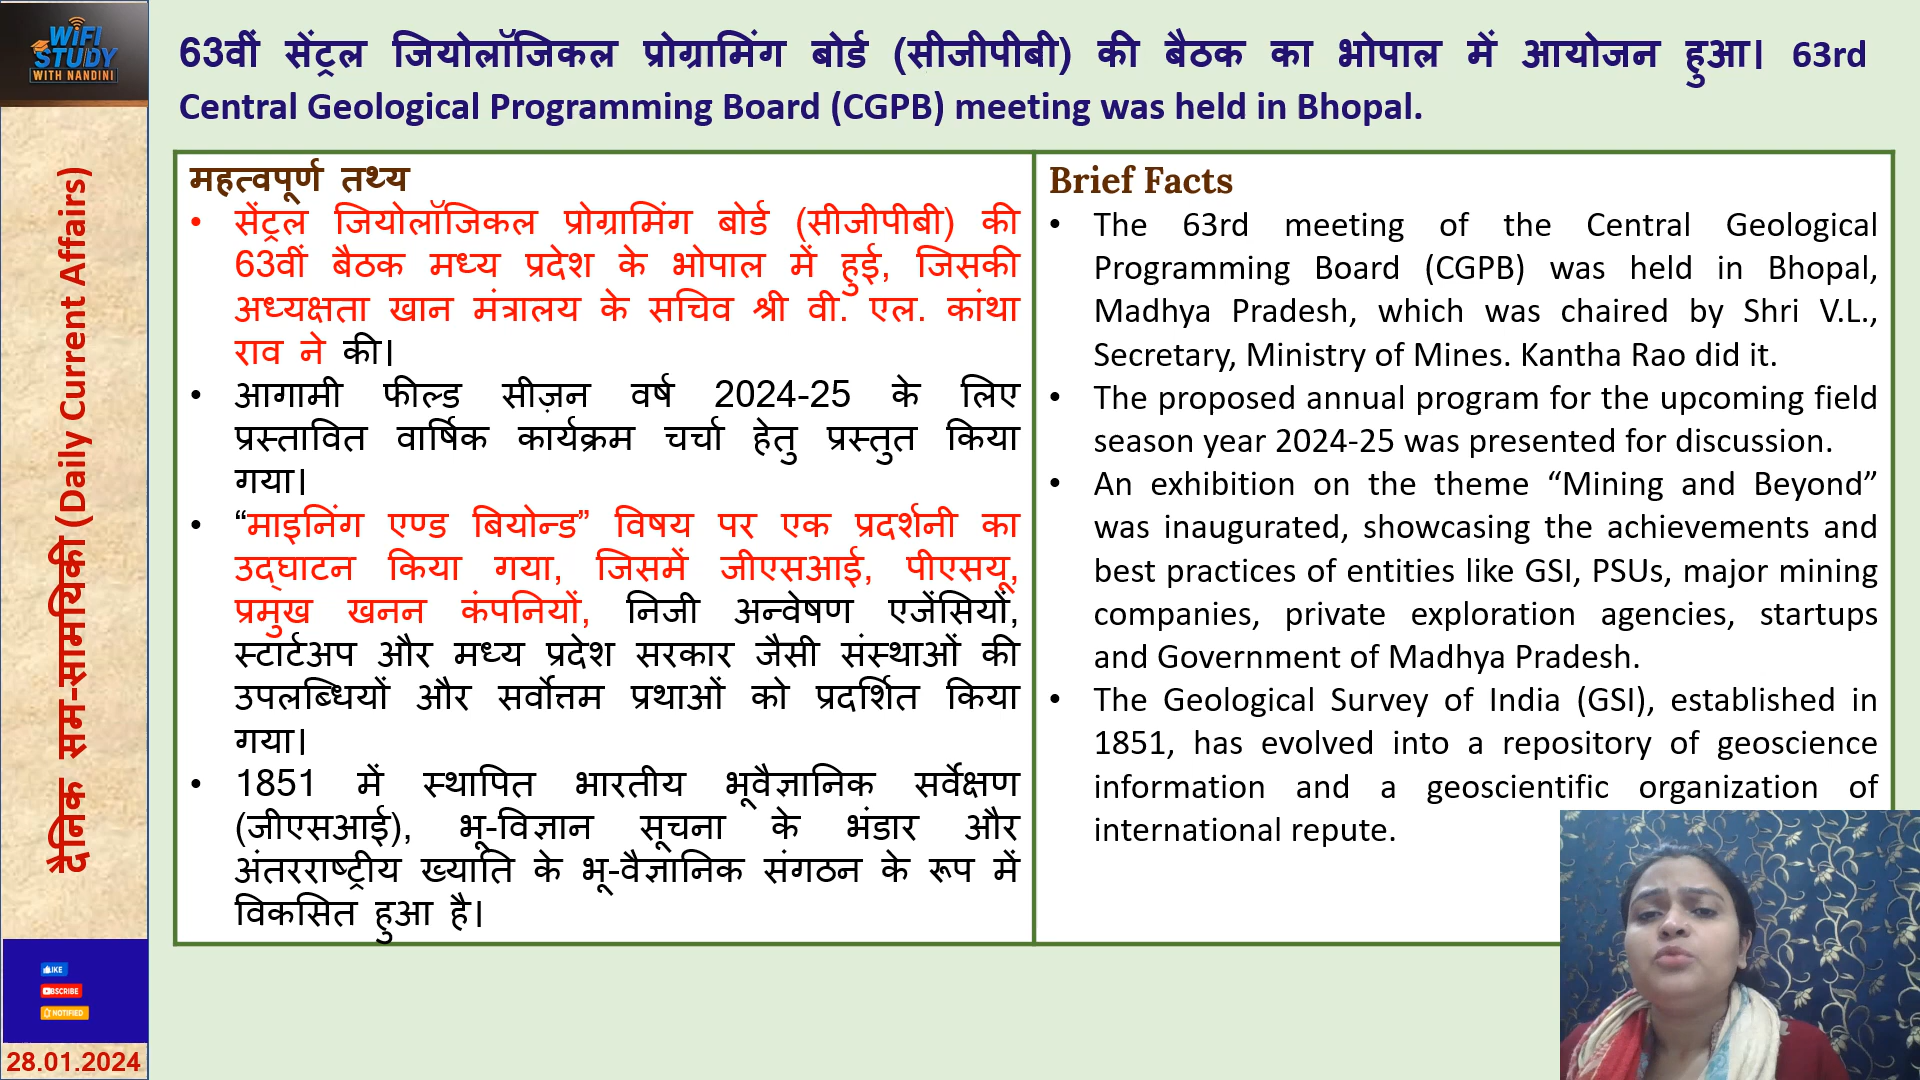 WiFI
STUDY
WITH NANDINI
63वीं सेंट्रल जियोलॉजिकल प्रोग्रामिंग बोर्ड (सीजीपीबी) की बैठक का भोपाल में आयोजन हुआ। 63rd
Central Geological Programming Board (CGPB) meeting was held in Bhopal.
दैनिक सम-सामयिकी (Daily Current Affairs)
महत्वपूर्ण तथ्य
• सेंट्रल जियोलॉजिकल प्रोग्रामिंग बोर्ड (सीजीपीबी) की
63वीं बैठक मध्य प्रदेश के भोपाल में हुई, जिसकी
अध्यक्षता खान मंत्रालय के सचिव श्री वी. एल. कांथा
राव ने की।
• आगामी फील्ड सीज़न वर्ष 2024-25 के लिए
प्रस्तावित वार्षिक कार्यक्रम चर्चा हेतु प्रस्तुत किया
गया।
• “माइनिंग एण्ड बियोन्ड” विषय पर एक प्रदर्शनी का
उद्घाटन किया गया, जिसमें जीएसआई, पीएसयू,
प्रमुख खनन कंपनियों, निजी अन्वेषण एजेंसियों,
स्टार्टअप और मध्य प्रदेश सरकार जैसी संस्थाओं की
उपलब्धियों और सर्वोत्तम प्रथाओं को प्रदर्शित किया
गया।
• 1851 में स्थापित भारतीय भूवैज्ञानिक सर्वेक्षण
(जीएसआई), भू-विज्ञान सूचना के भंडार और
अंतरराष्ट्रीय ख्याति के भू-वैज्ञानिक संगठन के रूप में
विकसित हुआ है।
Brief Facts
• The 63rd meeting of the Central Geological
Programming Board (CGPB) was held in Bhopal,
Madhya Pradesh, which was chaired by Shri V.L.,
Secretary, Ministry of Mines. Kantha Rao did it.
• The proposed annual program for the upcoming field
season year 2024-25 was presented for discussion.
• An exhibition on the theme “Mining and Beyond”
was inaugurated, showcasing the achievements and
best practices of entities like GSI, PSUs, major mining
companies, private exploration agencies, startups
and Government of Madhya Pradesh.
• The Geological Survey of India (GSI), established in
1851, has evolved into a repository of geoscience
information and a geoscientific organization of
international repute.
LIKE
BSCRIBE
NOTIFIED
28.01.2024